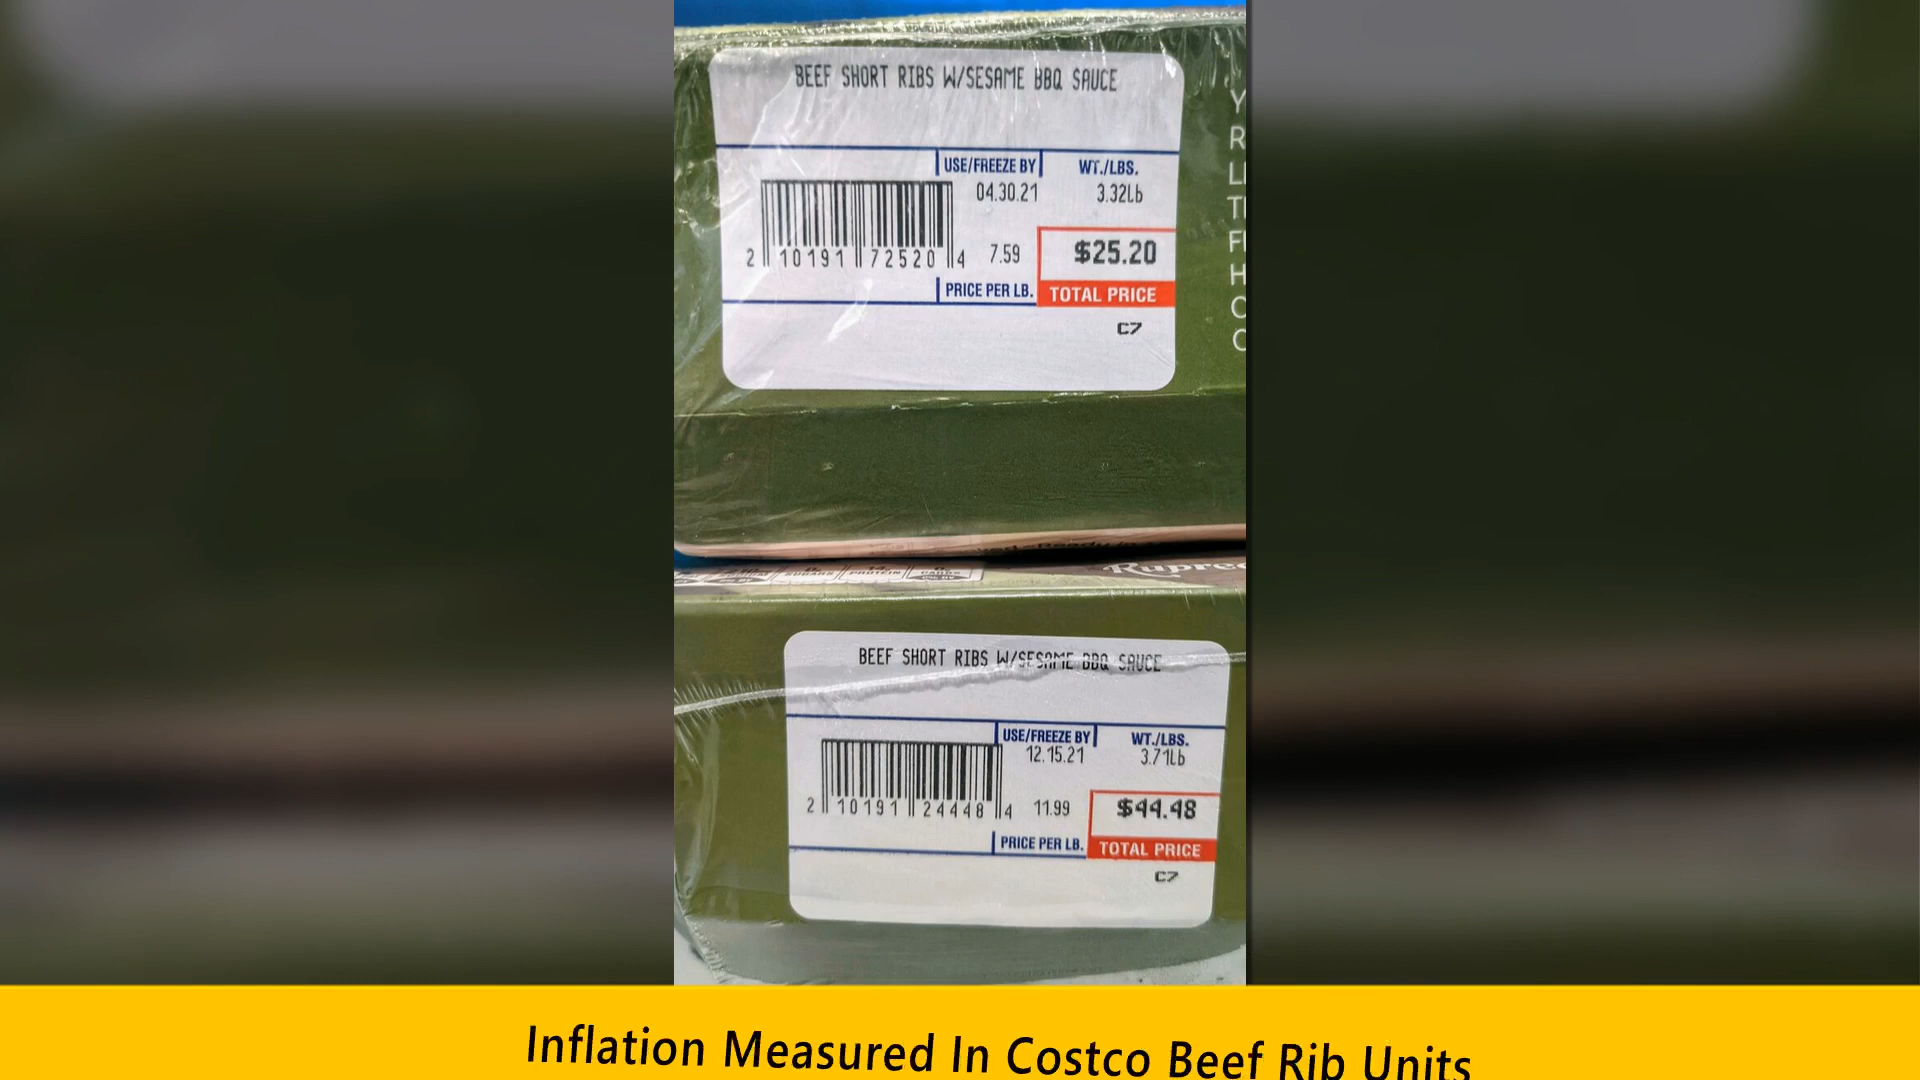 BEEF SHORT RIBS W/SESAME BBQ SAUCE
USE/FREEZE BY WT./LBS.
04.30.21 3.32lb
2 10191 72520 4 7.59 $25.20
PRICE PER LB. TOTAL PRICE
C7
Y
R
F
H
PROTEIN
BEEF SHORT RIBS W/SESAME BBQ SAUCE
USE/FREEZE BY WT./LBS.
12.15.21 3.71lb
2 10191 24448 4 11.99 $44.48
PRICE PER LB. TOTAL PRICE
C7
Inflation Measured In Costco Beef Rib Units